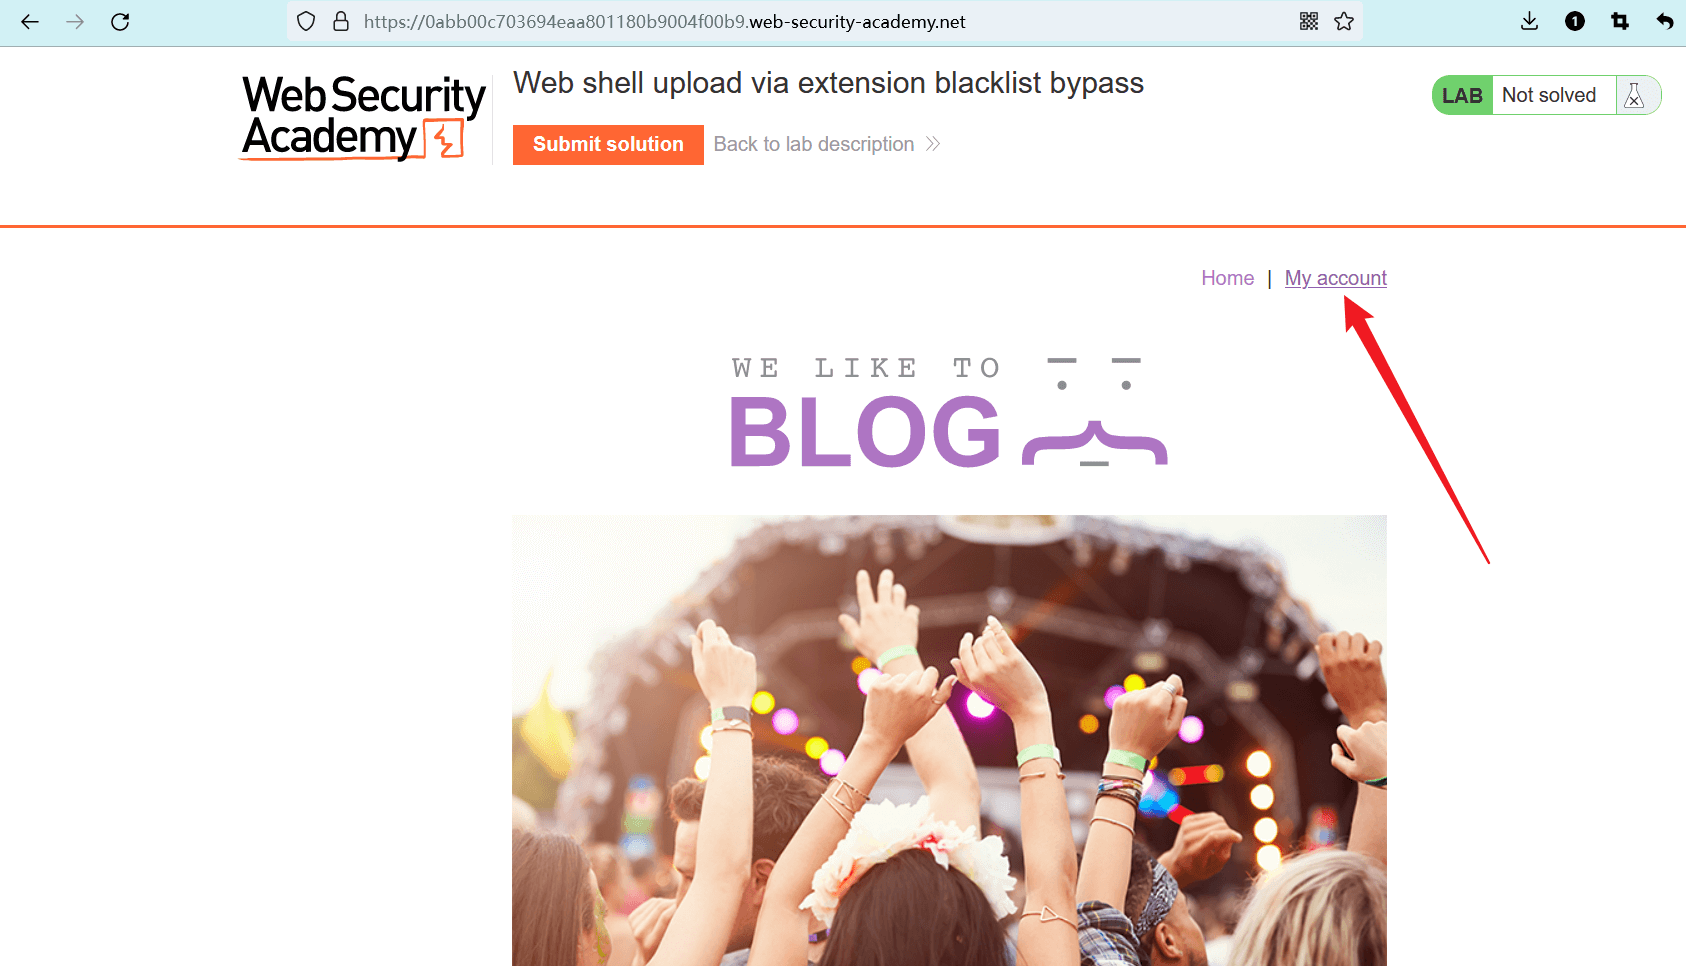 https://0abb00c703694eaa801180b9004f00b9.web-security-academy.net
1
Web Security
Academy
Web shell upload via extension blacklist bypass
Submit solution
Back to lab description
LAB
Not solved
Home | My account
WE LIKE TO
BLOG